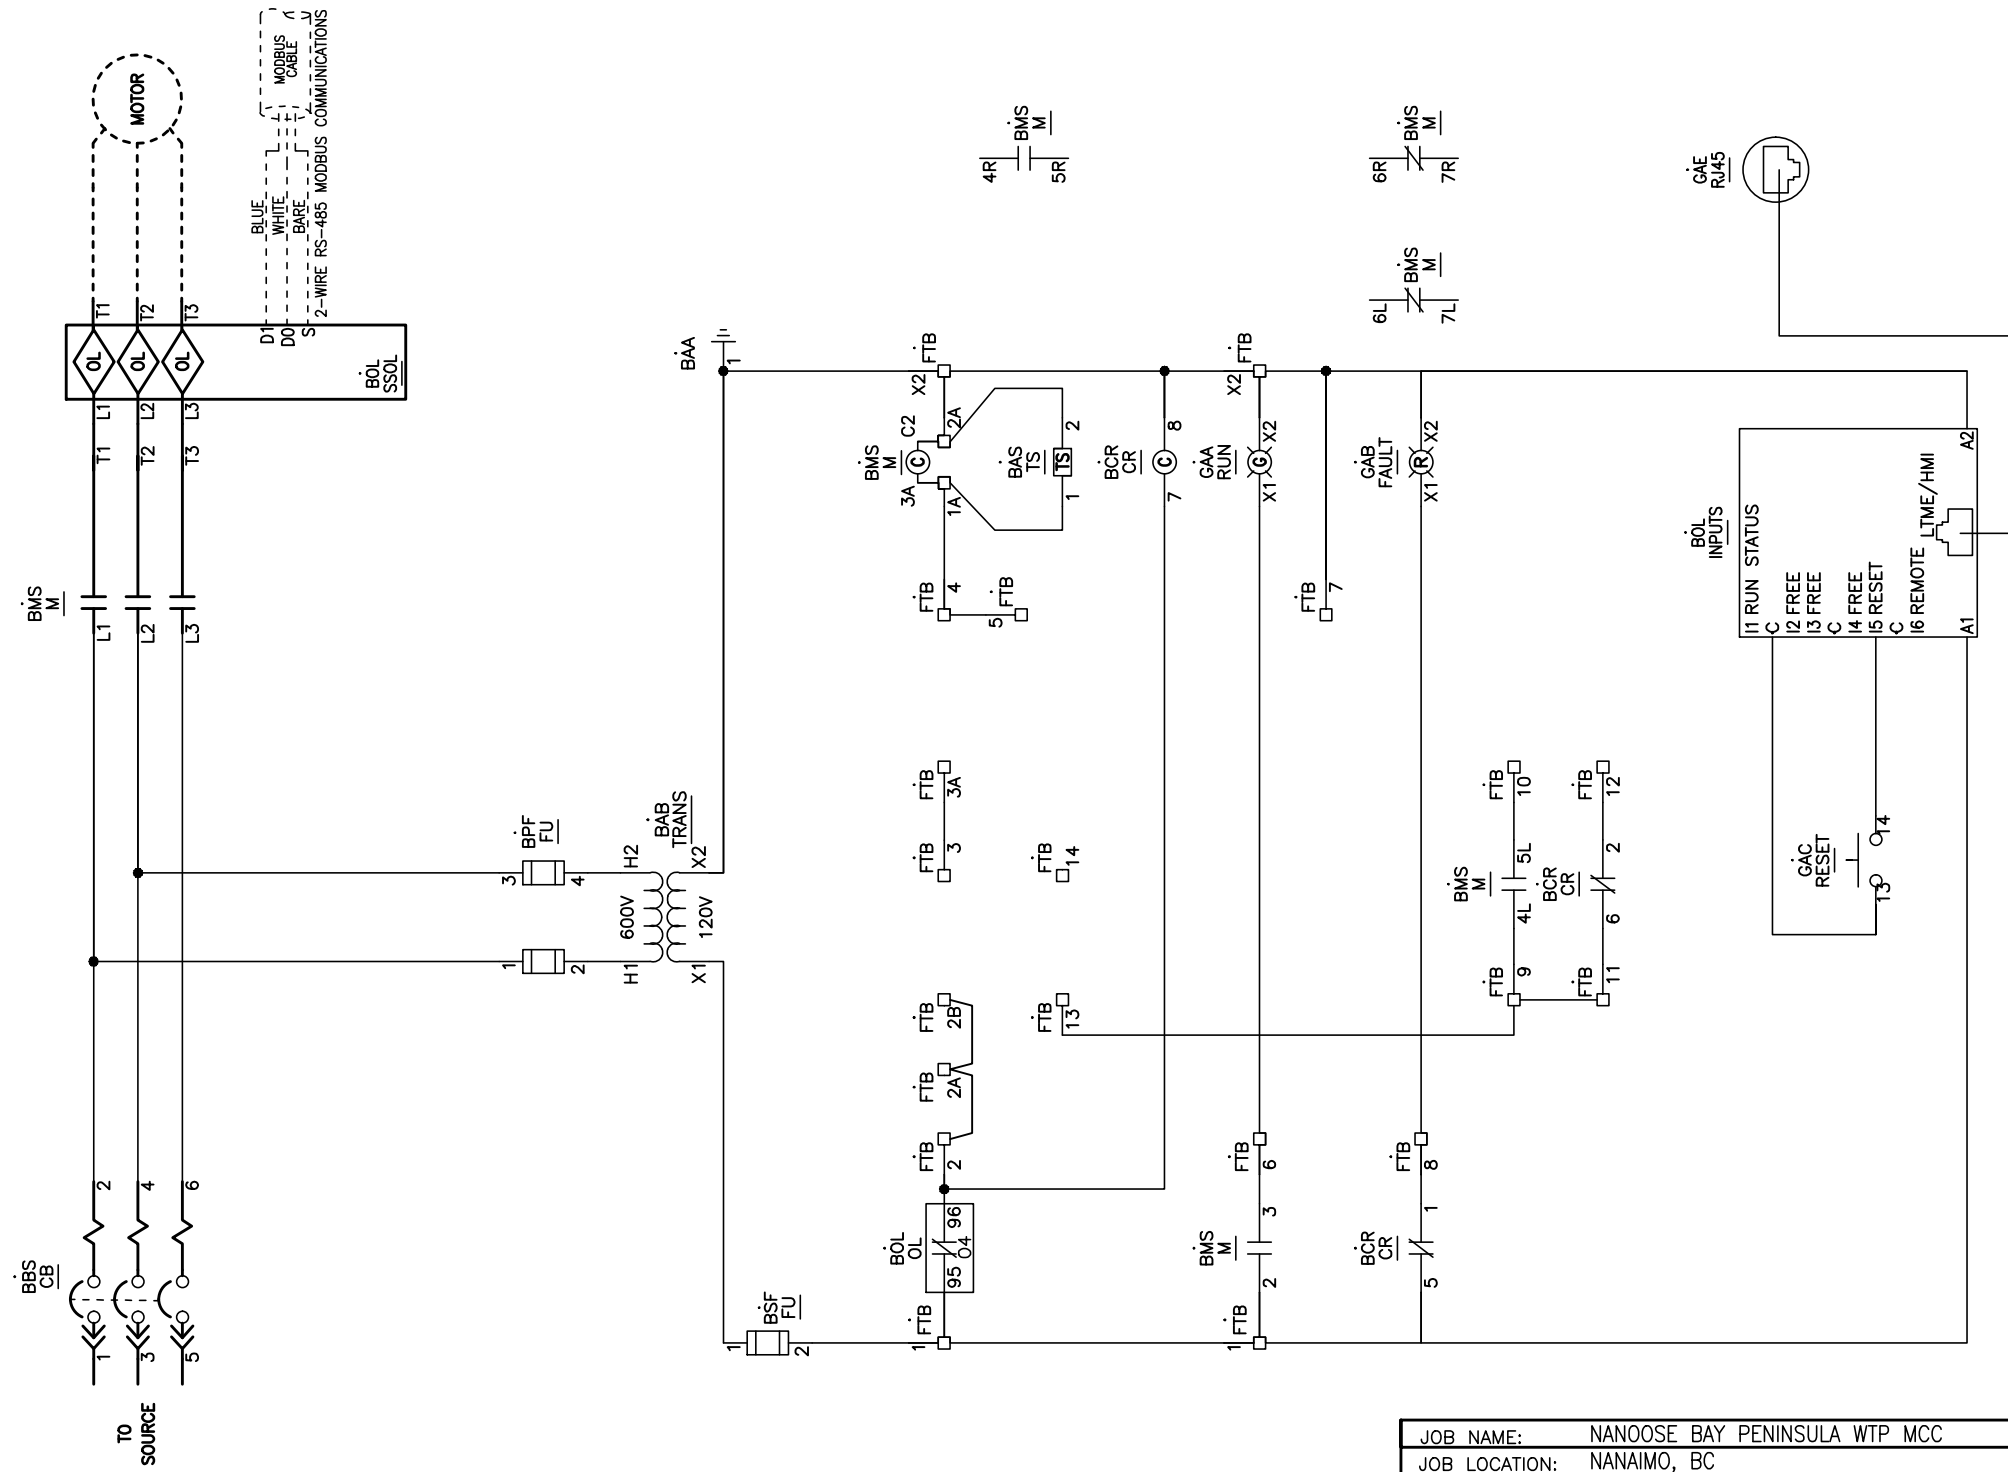 TO
SOURCE
1
3
5
BBS
CB
2
4
6
BMS
M
L1
L2
L3
T1
T2
T3
L1
L2
L3
OL
OL
OL
BOL
SSOL
T1
T2
T3
MOTOR
D1
D0
S
BLUE
WHITE
BARE
MODBUS
CABLE
2-WIRE RS-485 MODBUS COMMUNICATIONS
BPF
FU
1
2
3
4
H1
H2
600V
120V
X1
X2
BAB
TRANS
BAA
1
BSF
FU
1
2
1
FTB
BOL
OL
95
96
O4
FTB
2
FTB
2A
FTB
2B
FTB
3
FTB
3A
FTB
4
5
FTB
1A
3A
BMS
M
C
C2
2A
X2
FTB
BAS
TS
1
TS
2
FTB
13
FTB
14
BCR
CR
7
C
8
1
FTB
BMS
M
2
3
FTB
6
GAA
RUN
X1
G
X2
X2
FTB
FTB
7
BCR
CR
5
1
FTB
8
GAB
FAULT
X1
R
X2
FTB
9
BMS
M
4L
5L
FTB
10
FTB
11
BCR
CR
6
2
FTB
12
4R
5R
BMS
M
6R
7R
BMS
M
6L
7L
BMS
M
GAE
RJ45
BOL
INPUTS
I1 RUN STATUS
C
I2 FREE
I3 FREE
C
I4 FREE
I5 RESET
C
I6 REMOTE
LTME/HMI
A1
A2
GAC
RESET
13
14
JOB NAME: NANOOSE BAY PENINSULA WTP MCC
JOB LOCATION: NANAIMO, BC